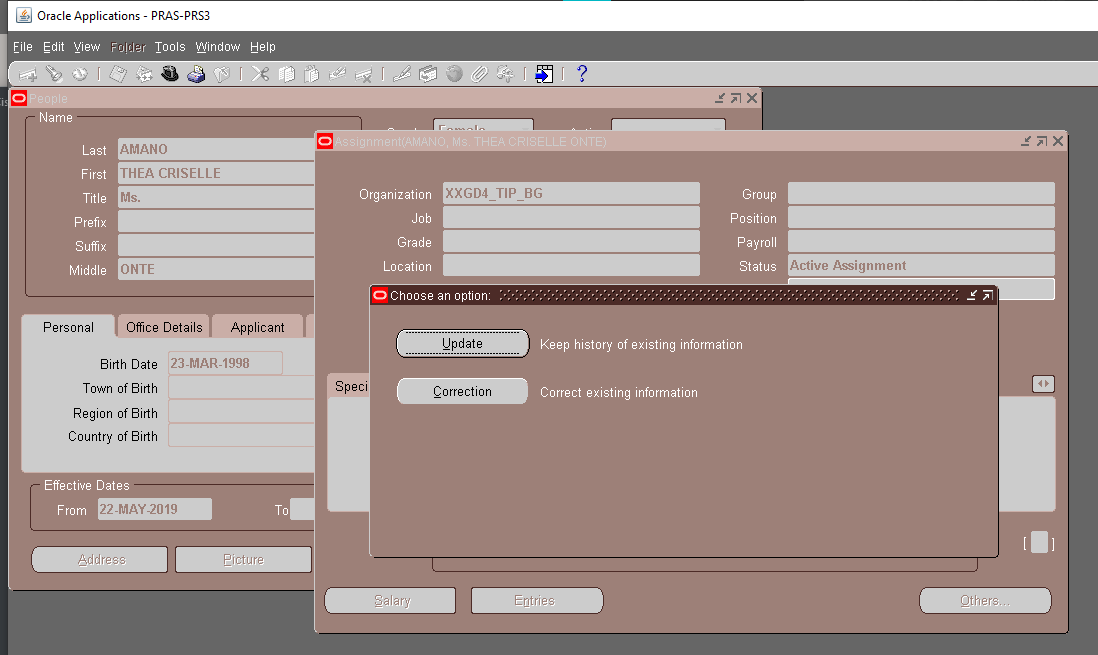 Oracle Applications - PRAS-PRS3
File Edit View Folder Tools Window Help
People
Name
Last AMANO
First THEA CRISELLE
Title Ms.
Prefix
Suffix
Middle ONTE
Female
Personal Office Details Applicant
Birth Date 23-MAR-1998
Town of Birth
Region of Birth
Country of Birth
Effective Dates
From 22-MAY-2019 To
Address Picture
Assignment(AMANO, Ms. THEA CRISELLE ONTE)
Organization XXGD4_TIP_BG Group
Job Position
Grade Payroll
Location Status Active Assignment
Speci
Choose an option:
Update Keep history of existing information
Correction Correct existing information
[ ]
Salary Entries Others...